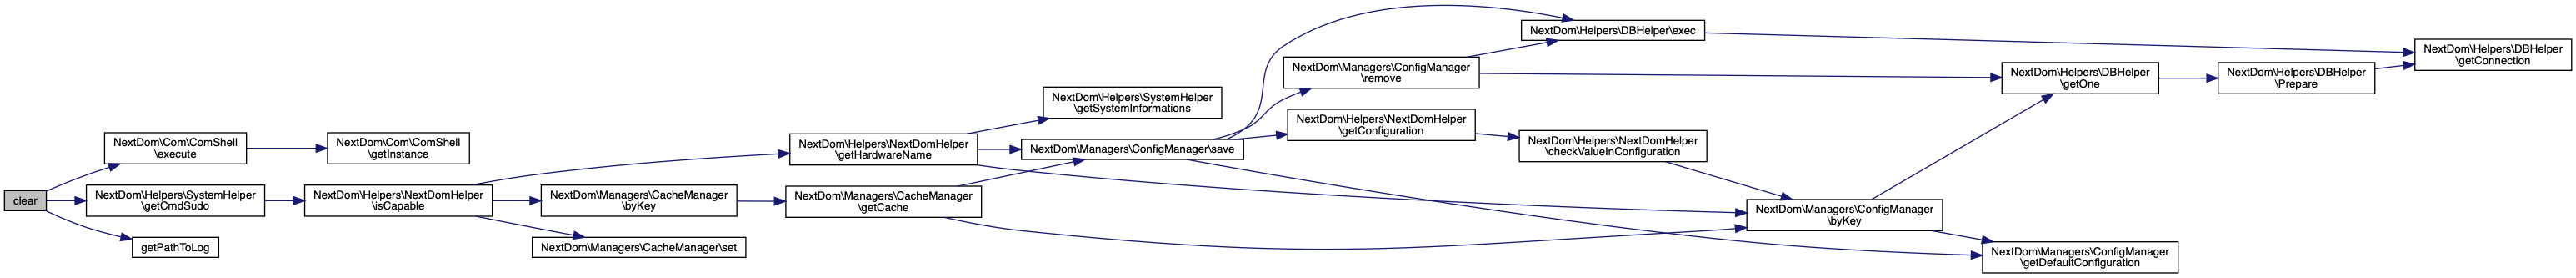 clear
NextDom\Com\ComShell
\execute
NextDom\Helpers\SystemHelper
\getCmdSudo
getPathToLog
NextDom\Com\ComShell
\getInstance
NextDom\Helpers\NextDomHelper
\isCapable
NextDom\Managers\CacheManager
\byKey
NextDom\Managers\CacheManager\set
NextDom\Helpers\NextDomHelper
\getHardwareName
NextDom\Managers\CacheManager
\getCache
NextDom\Helpers\SystemHelper
\getSystemInformations
NextDom\Managers\ConfigManager\save
NextDom\Managers\ConfigManager
\remove
NextDom\Helpers\NextDomHelper
\getConfiguration
NextDom\Helpers\DBHelper\exec
NextDom\Helpers\NextDomHelper
\checkValueInConfiguration
NextDom\Managers\ConfigManager
\byKey
NextDom\Helpers\DBHelper
\getOne
NextDom\Managers\ConfigManager
\getDefaultConfiguration
NextDom\Helpers\DBHelper
\Prepare
NextDom\Helpers\DBHelper
\getConnection